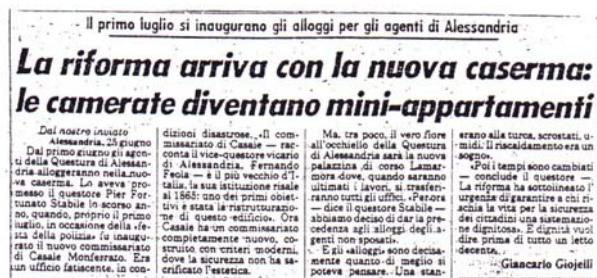 Il primo luglio si inaugurano gli alloggi per gli agenti di Alessandria
La riforma arriva con la nuova caserma:
le camerate diventano mini-appartamenti
Dal nostro inviato
Alessandria, 25 giugno
Dal primo giugno gli agen-
ti della Questura di Alessan-
dria alloggeranno nella nuo-
va caserma. Lo aveva pro-
messo il questore Pier For-
tunato Stabile lo scorso an-
no, quando, proprio il primo
luglio, in occasione della «fe-
sta della polizia» fu inaugu-
rato il nuovo commissariato
di Casale Monferrato. Era
un edificio fatiscente, in con-
dizioni disastrose. «Il com-
missariato di Casale — rac-
conta il vice-questore vicario
di Alessandria, Fernando
Feola — è il più vecchio d'I-
talia, la sua istituzione risale
al 1865: uno dei primi obiet-
tivi è stata la ristrutturazio-
ne di questo edificio». Ora
Casale ha un commissariato
completamente nuovo, co-
struito con criteri moderni,
dove la sicurezza non ha sa-
crificato l'estetica.
Ma, tra poco, il vero fiore
all'occhiello della Questura
di Alessandria sarà la nuova
palazzina di corso Lamar-
mora dove, quando saranno
ultimati i lavori, si trasferi-
ranno tutti gli uffici. «Per ora
— dice il questore Stabile —
abbiamo deciso di dar la pre-
cedenza agli alloggi degli a-
genti non sposati».
E gli «alloggi» sono decisa-
mente quanto di meglio si
poteva pensare. Una stan-
erano alla turca, scrostati, u-
midi. Il riscaldamento era un
sogno».
«Poi i tempi sono cambiati
— conclude il questore —
La riforma ha sottolineato l'
urgenza di garantire a chi ri-
schia la vita per la sicurezza
dei cittadini una sistemazio-
ne dignitosa». E dignità vuol
dire prima di tutto un letto
decente.
Giancarlo Giojelli